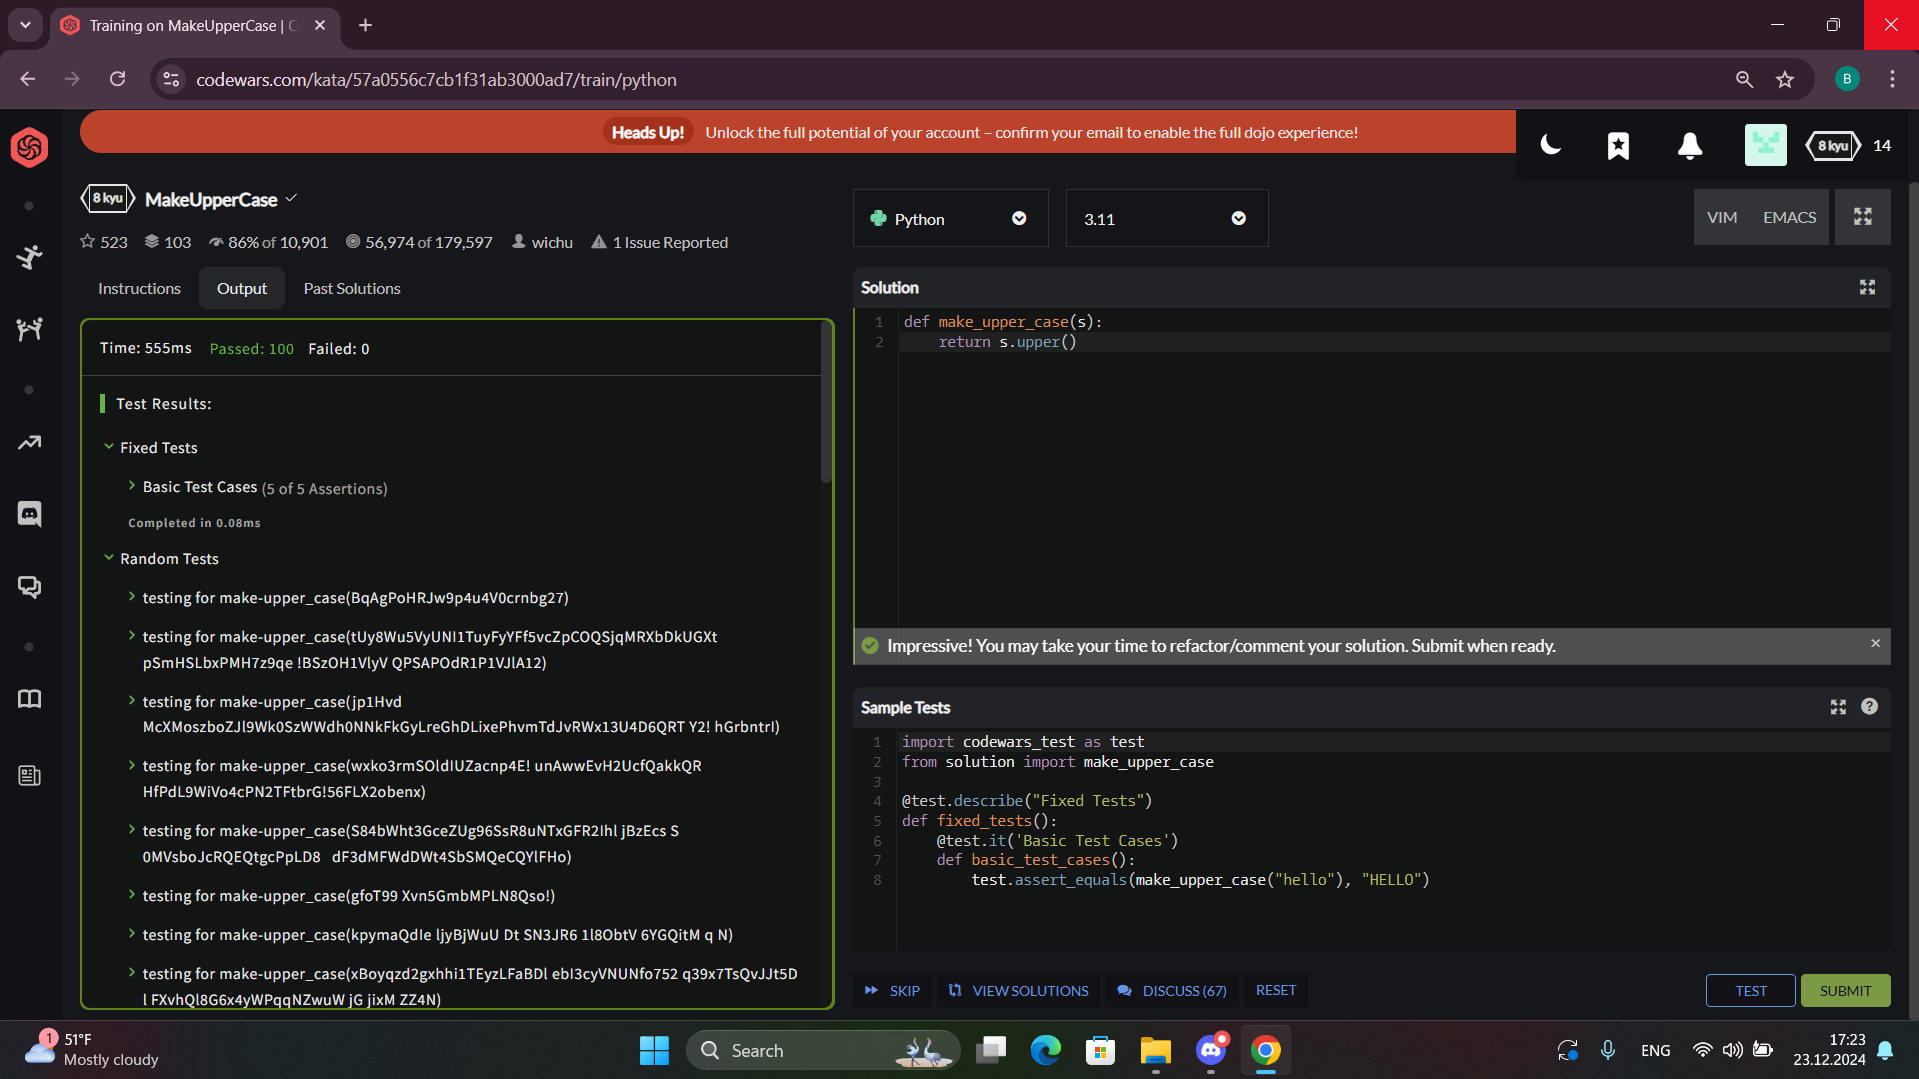 Training on MakeUpperCase | C
codewars.com/kata/57a0556c7cb1f31ab3000ad7/train/python
B
Heads Up! Unlock the full potential of your account – confirm your email to enable the full dojo experience!
8 kyu 14
8 kyu MakeUpperCase
523 103 86% of 10,901 56,974 of 179,597 wichu 1 Issue Reported
Instructions Output Past Solutions
Time: 555ms Passed: 100 Failed: 0
Test Results:
Fixed Tests
Basic Test Cases (5 of 5 Assertions)
Completed in 0.08ms
Random Tests
testing for make-upper_case(BqAgPoHRJw9p4u4V0crnbg27)
testing for make-upper_case(tUy8Wu5VyUNI1TuyFyYFf5vcZpCOQSjqMRXbDkUGXt
pSmHSLbxPMH7z9qe !BSzOH1VlyV QPSAPOdR1P1VJlA12)
testing for make-upper_case(jp1Hvd
McXMoszboZJl9Wk0SzWWdh0NNkFkGyLreGhDLixePhvmTdJvRWx13U4D6QRT Y2! hGrbntrI)
testing for make-upper_case(wxko3rmSOldIUZacnp4E! unAwwEvH2UcfQakkQR
HfPdL9WiVo4cPN2TFtbrG!56FLX2obenx)
testing for make-upper_case(S84bWht3GceZUg96SsR8uNTxGFR2Ihl jBzEcs S
0MVsboJcRQEQtgcPpLD8 dF3dMFWdDWt4SbSMQeCQYlFHo)
testing for make-upper_case(gfoT99 Xvn5GmbMPLN8Qso!)
testing for make-upper_case(kpymaQdIe ljyBjWuU Dt SN3JR6 1l8ObtV 6YGQitM q N)
testing for make-upper_case(xBoyqzd2gxhhi1TEyzLFaBDl ebI3cyVNUNfo752 q39x7TsQvJJt5D
l FXvhQl8G6x4yWPqqNZwuW jG jixM ZZ4N)
Python 3.11 VIM EMACS
Solution
1 def make_upper_case(s):
2 return s.upper()
Impressive! You may take your time to refactor/comment your solution. Submit when ready.
Sample Tests
1 import codewars_test as test
2 from solution import make_upper_case
3
4 @test.describe("Fixed Tests")
5 def fixed_tests():
6 @test.it('Basic Test Cases')
7 def basic_test_cases():
8 test.assert_equals(make_upper_case("hello"), "HELLO")
SKIP VIEW SOLUTIONS DISCUSS (67) RESET TEST SUBMIT
1 51°F
Mostly cloudy
Search
ENG
17:23
23.12.2024